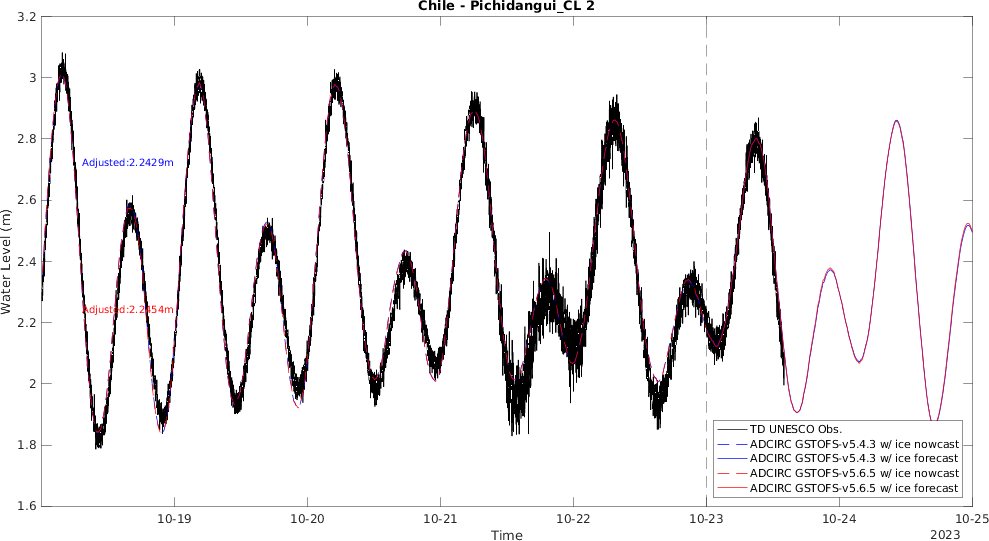 Chile - Pichidangui_CL 2
3.2
3
2.8
2.6
2.4
2.2
2
1.8
1.6
Water Level (m)
Adjusted:2.2429m
Adjusted:2.2454m
TD UNESCO Obs.
ADCIRC GSTOFS-v5.4.3 w/ ice nowcast
ADCIRC GSTOFS-v5.4.3 w/ ice forecast
ADCIRC GSTOFS-v5.6.5 w/ ice nowcast
ADCIRC GSTOFS-v5.6.5 w/ ice forecast
10-19
10-20
10-21
10-22
10-23
10-24
10-25
Time
2023